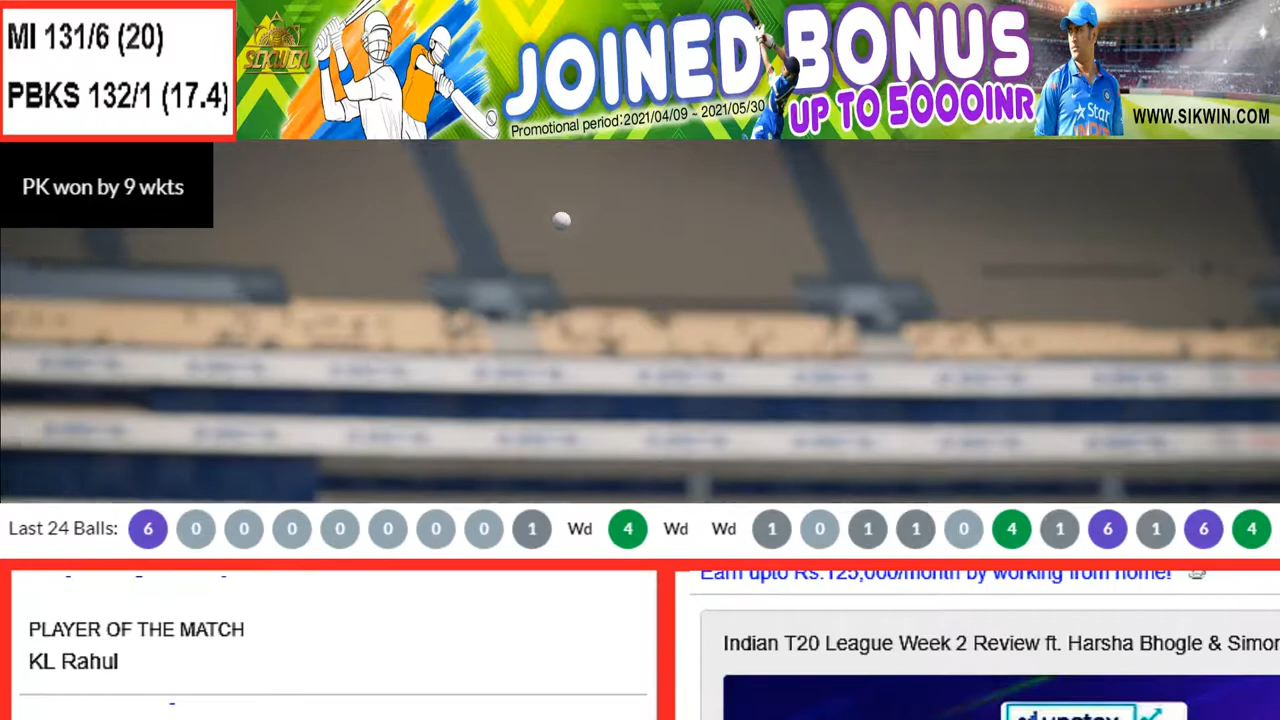 MI 131/6 (20)
PBKS 132/1 (17.4)
SIKWIN
JOINED BONUS
UP TO 5000INR
Promotional period:2021/04/09 ~ 2021/05/30
Star
WWW.SIKWIN.COM
PK won by 9 wkts
Last 24 Balls: 6 0 0 0 0 0 0 0 1 Wd 4 Wd Wd 1 0 1 1 0 4 1 6 1 6 4
Earn upto Rs.125,000/month by working from home!
PLAYER OF THE MATCH
KL Rahul
Indian T20 League Week 2 Review ft. Harsha Bhogle & Simon
upstox